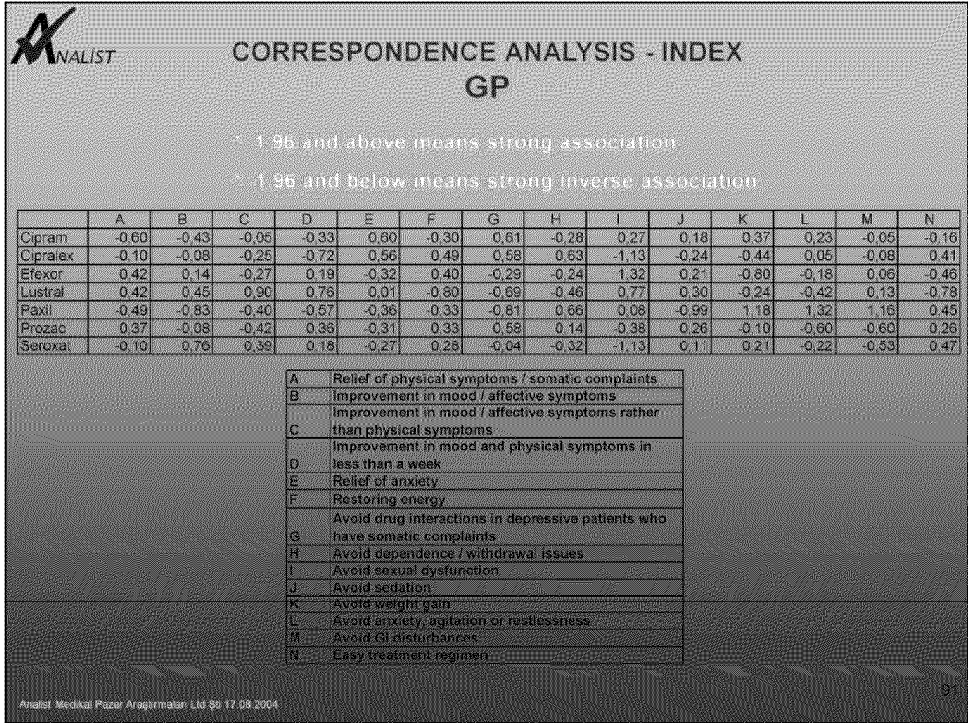 ANALİST
CORRESPONDENCE ANALYSIS - INDEX
GP
* 1.96 and above means strong association
* -1.96 and below means strong inverse association
A B C D E F G H I J K L M N
Cipram -0,60 -0,43 -0,05 -0,33 0,60 -0,30 0,61 -0,28 0,27 0,18 0,37 0,23 -0,05 -0,16
Cipralex -0,10 -0,08 -0,25 -0,72 0,56 0,49 0,58 0,63 -1,13 -0,24 -0,44 0,05 -0,08 0,41
Efexor 0,42 0,14 -0,27 0,19 -0,32 0,40 -0,29 -0,24 1,32 0,21 -0,80 -0,18 0,06 -0,46
Lustral 0,42 0,45 0,90 0,76 0,01 -0,80 -0,69 -0,46 0,77 0,30 -0,24 -0,42 0,13 -0,78
Paxil -0,49 -0,83 -0,40 -0,57 -0,36 -0,33 -0,81 0,66 0,08 -0,99 1,18 1,32 1,16 0,45
Prozac 0,37 -0,08 -0,42 0,36 -0,31 0,33 0,58 0,14 -0,38 0,26 -0,10 -0,60 -0,60 0,26
Seroxat -0,10 0,76 0,39 0,18 -0,27 0,28 -0,04 -0,32 -1,13 0,11 0,21 -0,22 -0,53 0,47
A Relief of physical symptoms / somatic complaints
B Improvement in mood / affective symptoms
Improvement in mood / affective symptoms rather
C than physical symptoms
Improvement in mood and physical symptoms in
D less than a week
E Relief of anxiety
F Restoring energy
Avoid drug interactions in depressive patients who
G have somatic complaints
H Avoid dependence / withdrawal issues
I Avoid sexual dysfunction
J Avoid sedation
K Avoid weight gain
L Avoid anxiety, agitation or restlessness
M Avoid GI disturbances
N Easy treatment regimen
91
Analist Medikal Pazar Araştırmaları Ltd Şti 17.08.2004